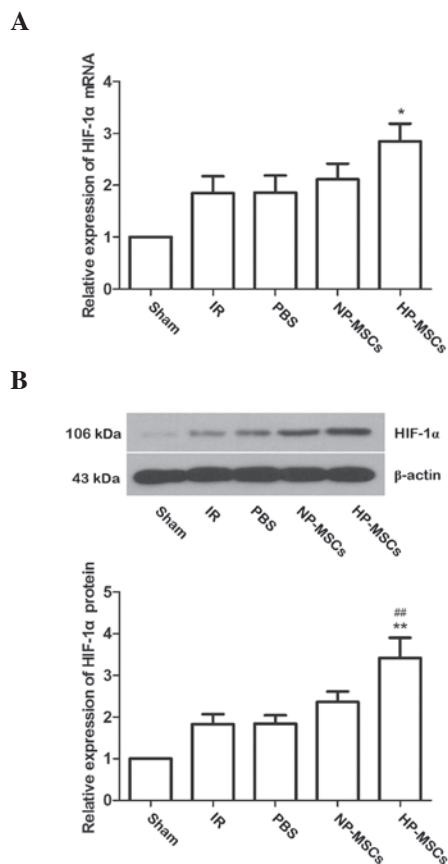 A
Relative expression of HIF-1α mRNA
4
3
2
1
0
*
Sham
IR
PBS
NP-MSCs
HP-MSCs
B
106 kDa
HIF-1α
43 kDa
β-actin
Sham
IR
PBS
NP-MSCs
HP-MSCs
Relative expression of HIF-1α protein
5
4
3
2
1
0
##
**
Sham
IR
PBS
NP-MSCs
HP-MSCs